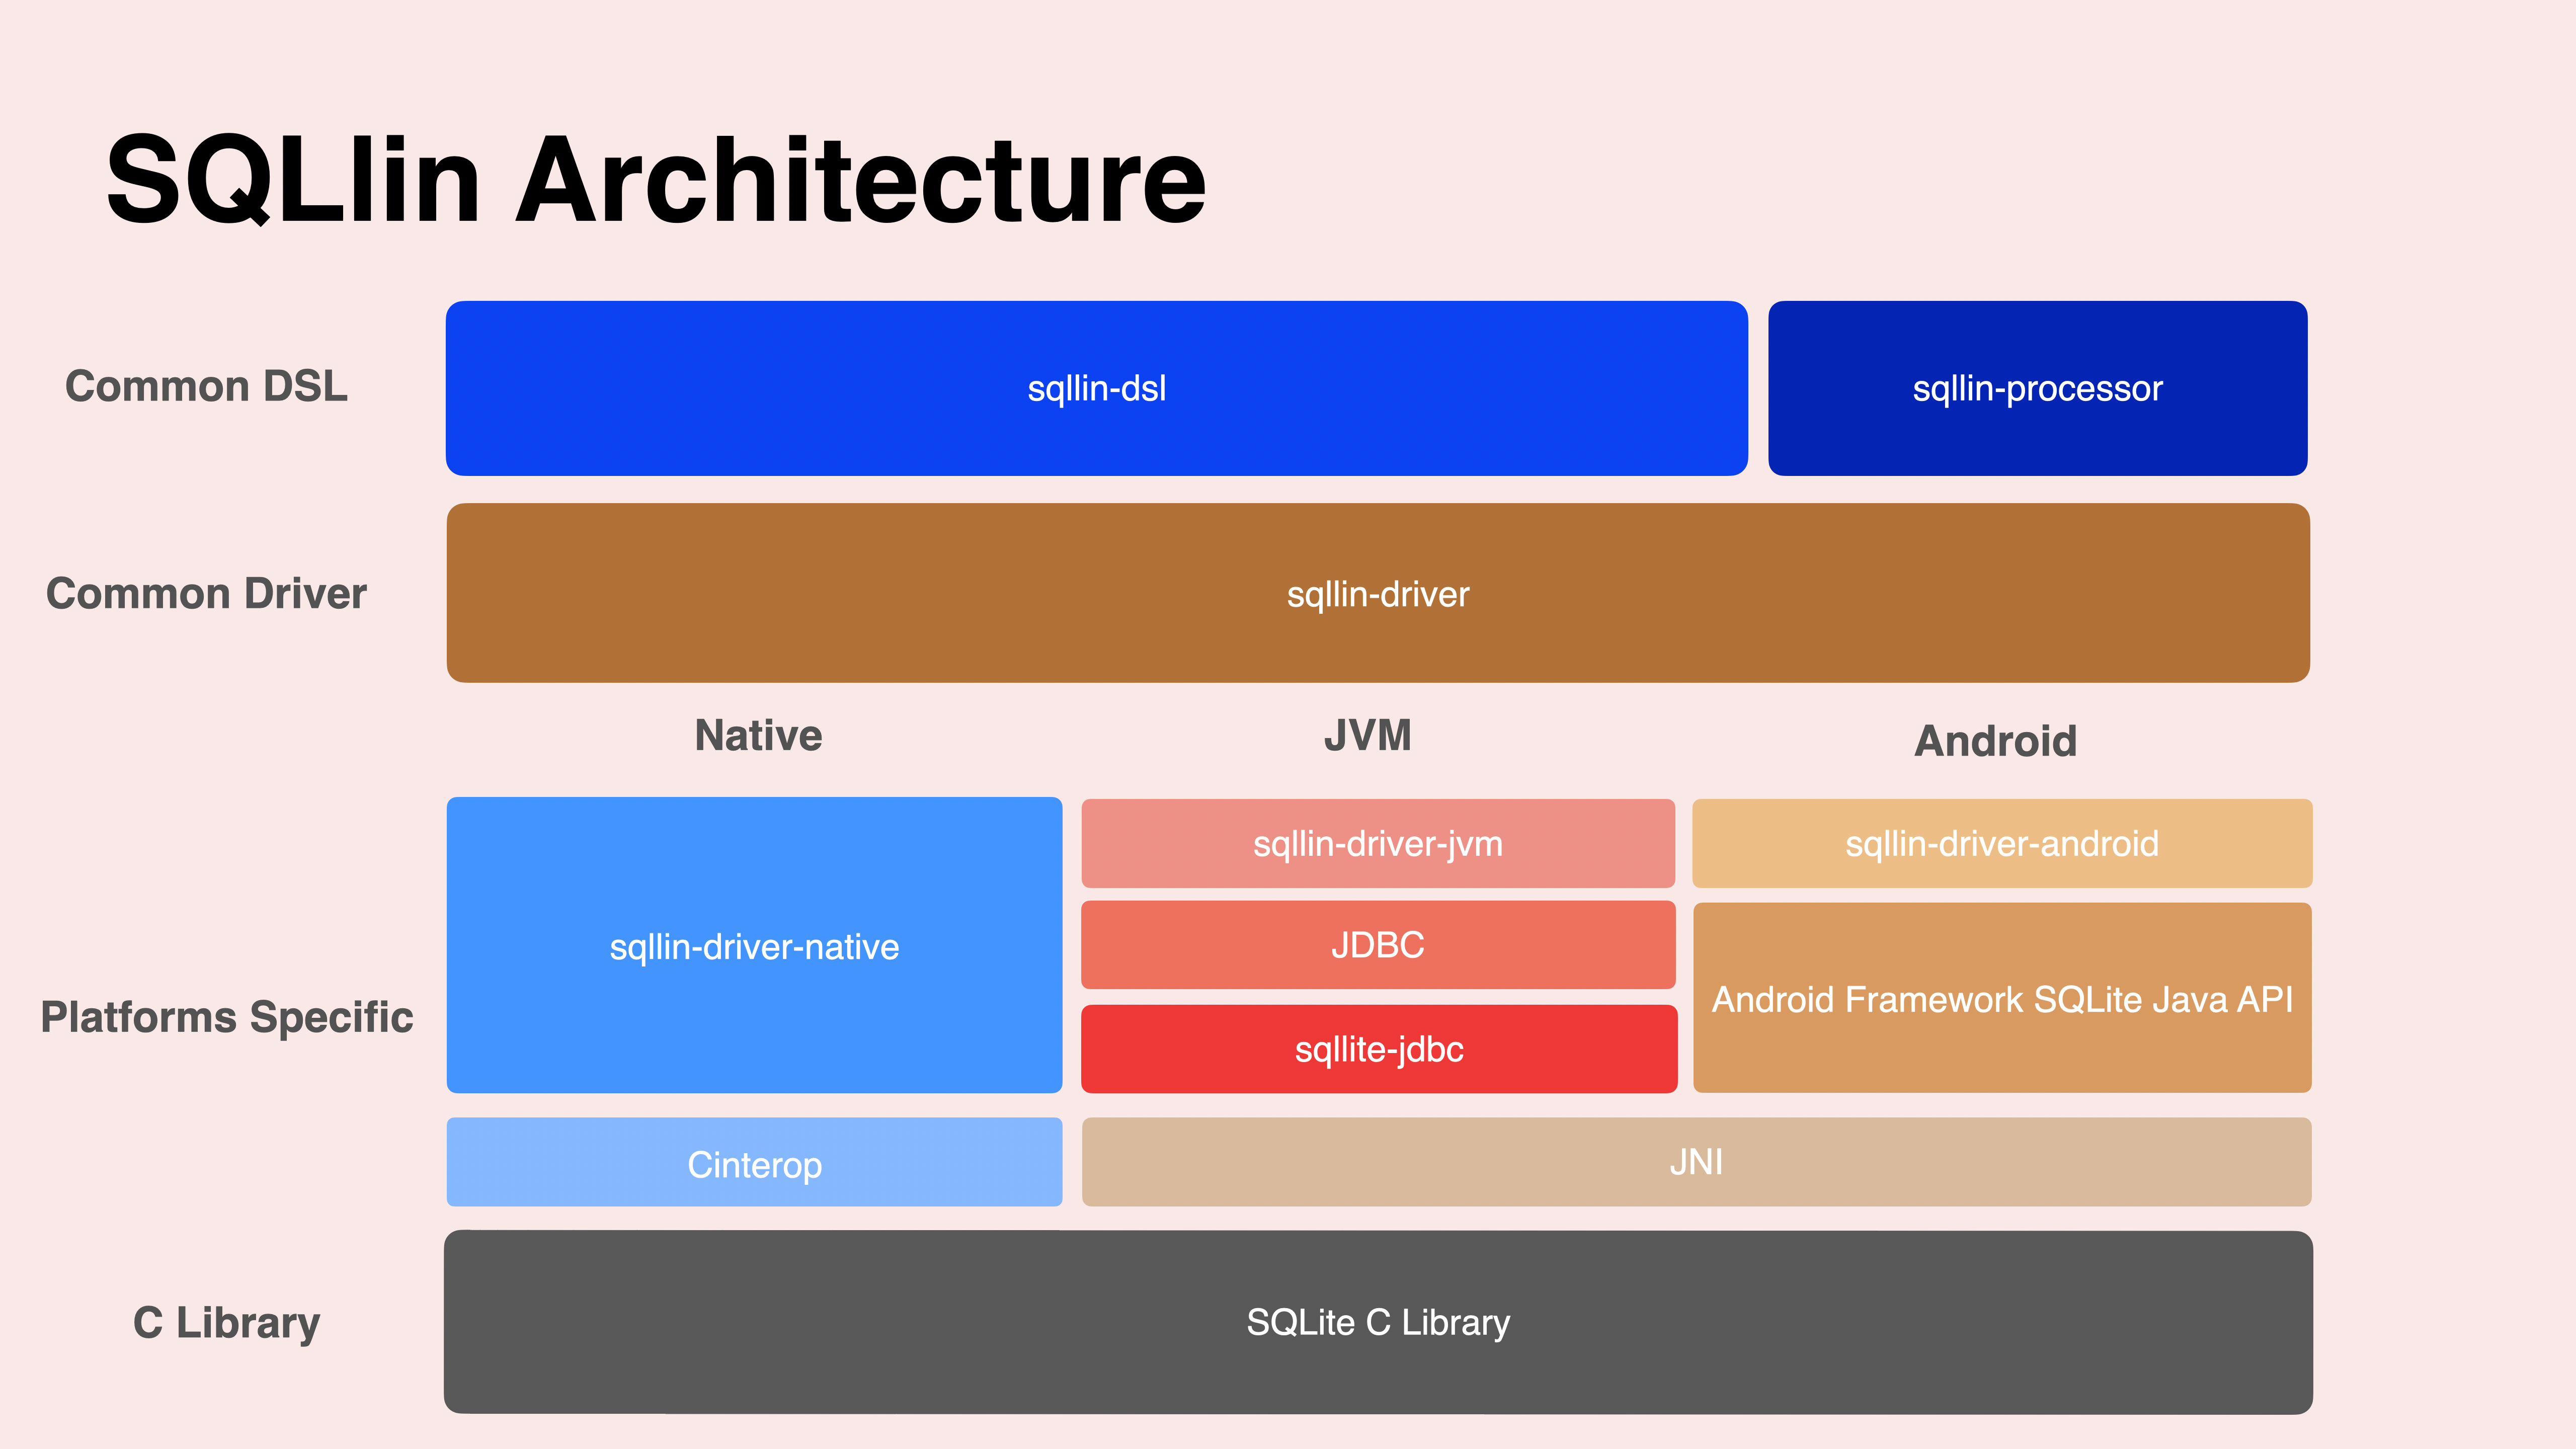 SQLlin Architecture
Common DSL
sqllin-dsl
sqllin-processor
Common Driver
sqllin-driver
Native
JVM
Android
Platforms Specific
sqllin-driver-native
sqllin-driver-jvm
sqllin-driver-android
JDBC
Android Framework SQLite Java API
sqllite-jdbc
Cinterop
JNI
C Library
SQLite C Library